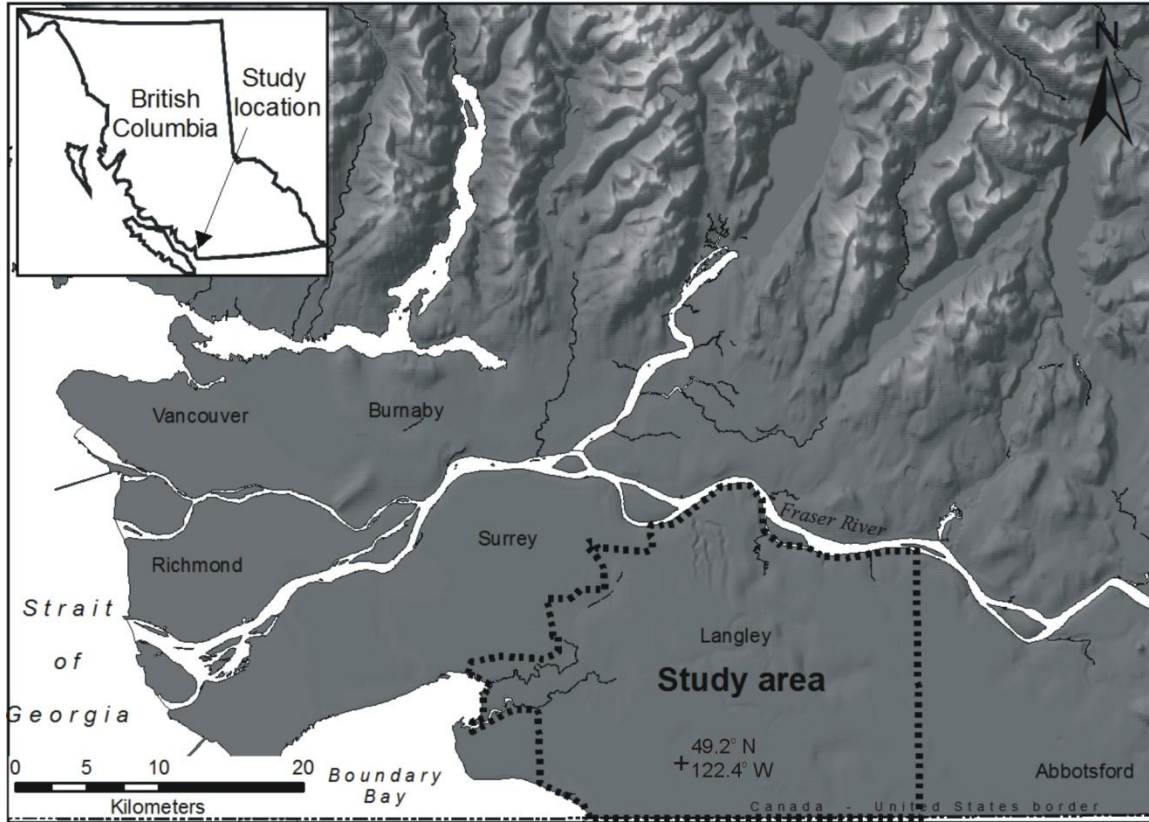 British
Columbia
Study
location
N
Vancouver
Burnaby
Fraser River
Surrey
Richmond
Strait
of
Georgia
Langley
Study area
49.2° N
122.4° W
Abbotsford
Boundary
Bay
0 5 10 20
Kilometers
Canada - United States border